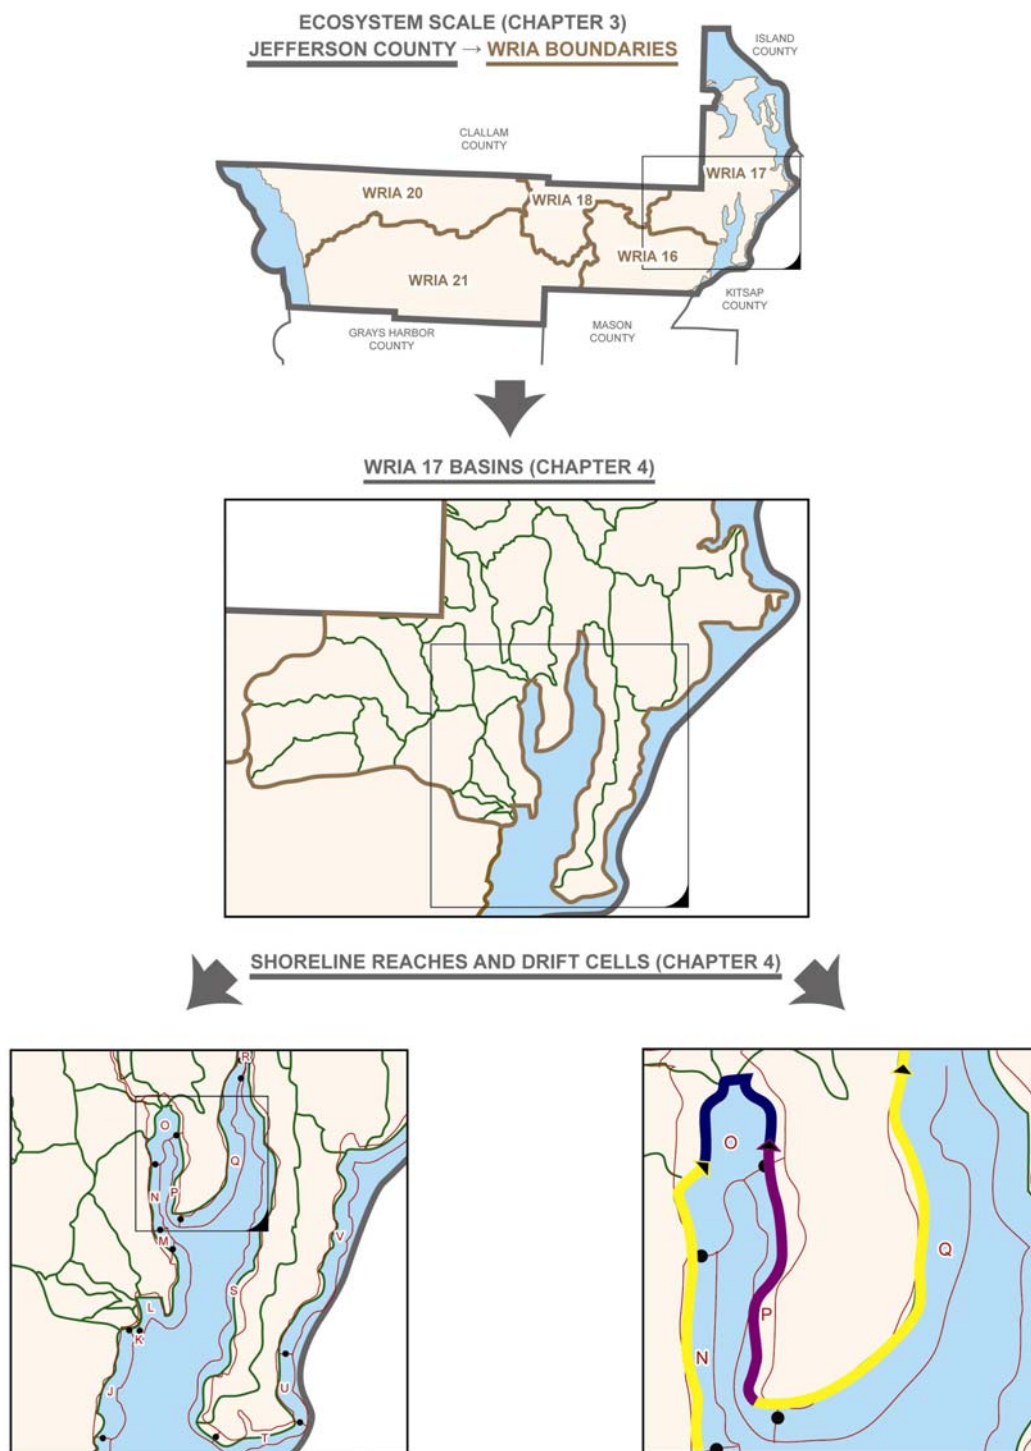 ECOSYSTEM SCALE (CHAPTER 3)
JEFFERSON COUNTY → WRIA BOUNDARIES
ISLAND
COUNTY
CLALLAM
COUNTY
WRIA 17
WRIA 20
WRIA 18
WRIA 16
WRIA 21
KITSAP
COUNTY
GRAYS HARBOR
COUNTY
MASON
COUNTY
WRIA 17 BASINS (CHAPTER 4)
SHORELINE REACHES AND DRIFT CELLS (CHAPTER 4)
R
O
Q
N
P
M
V
S
L
K
J
U
T
O
Q
P
N